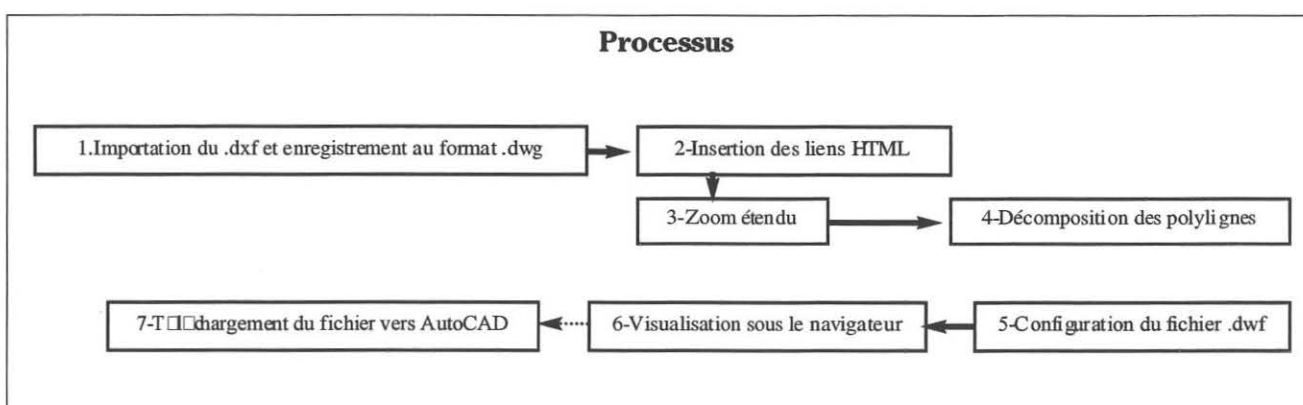 Processus
1.Importation du .dxf et enregistrement au format .dwg
2-Insertion des liens HTML
3-Zoom étendu
4-Décomposition des polylignes
7-T□l□chargement du fichier vers AutoCAD
6-Visualisation sous le navigateur
5-Configuration du fichier .dwf